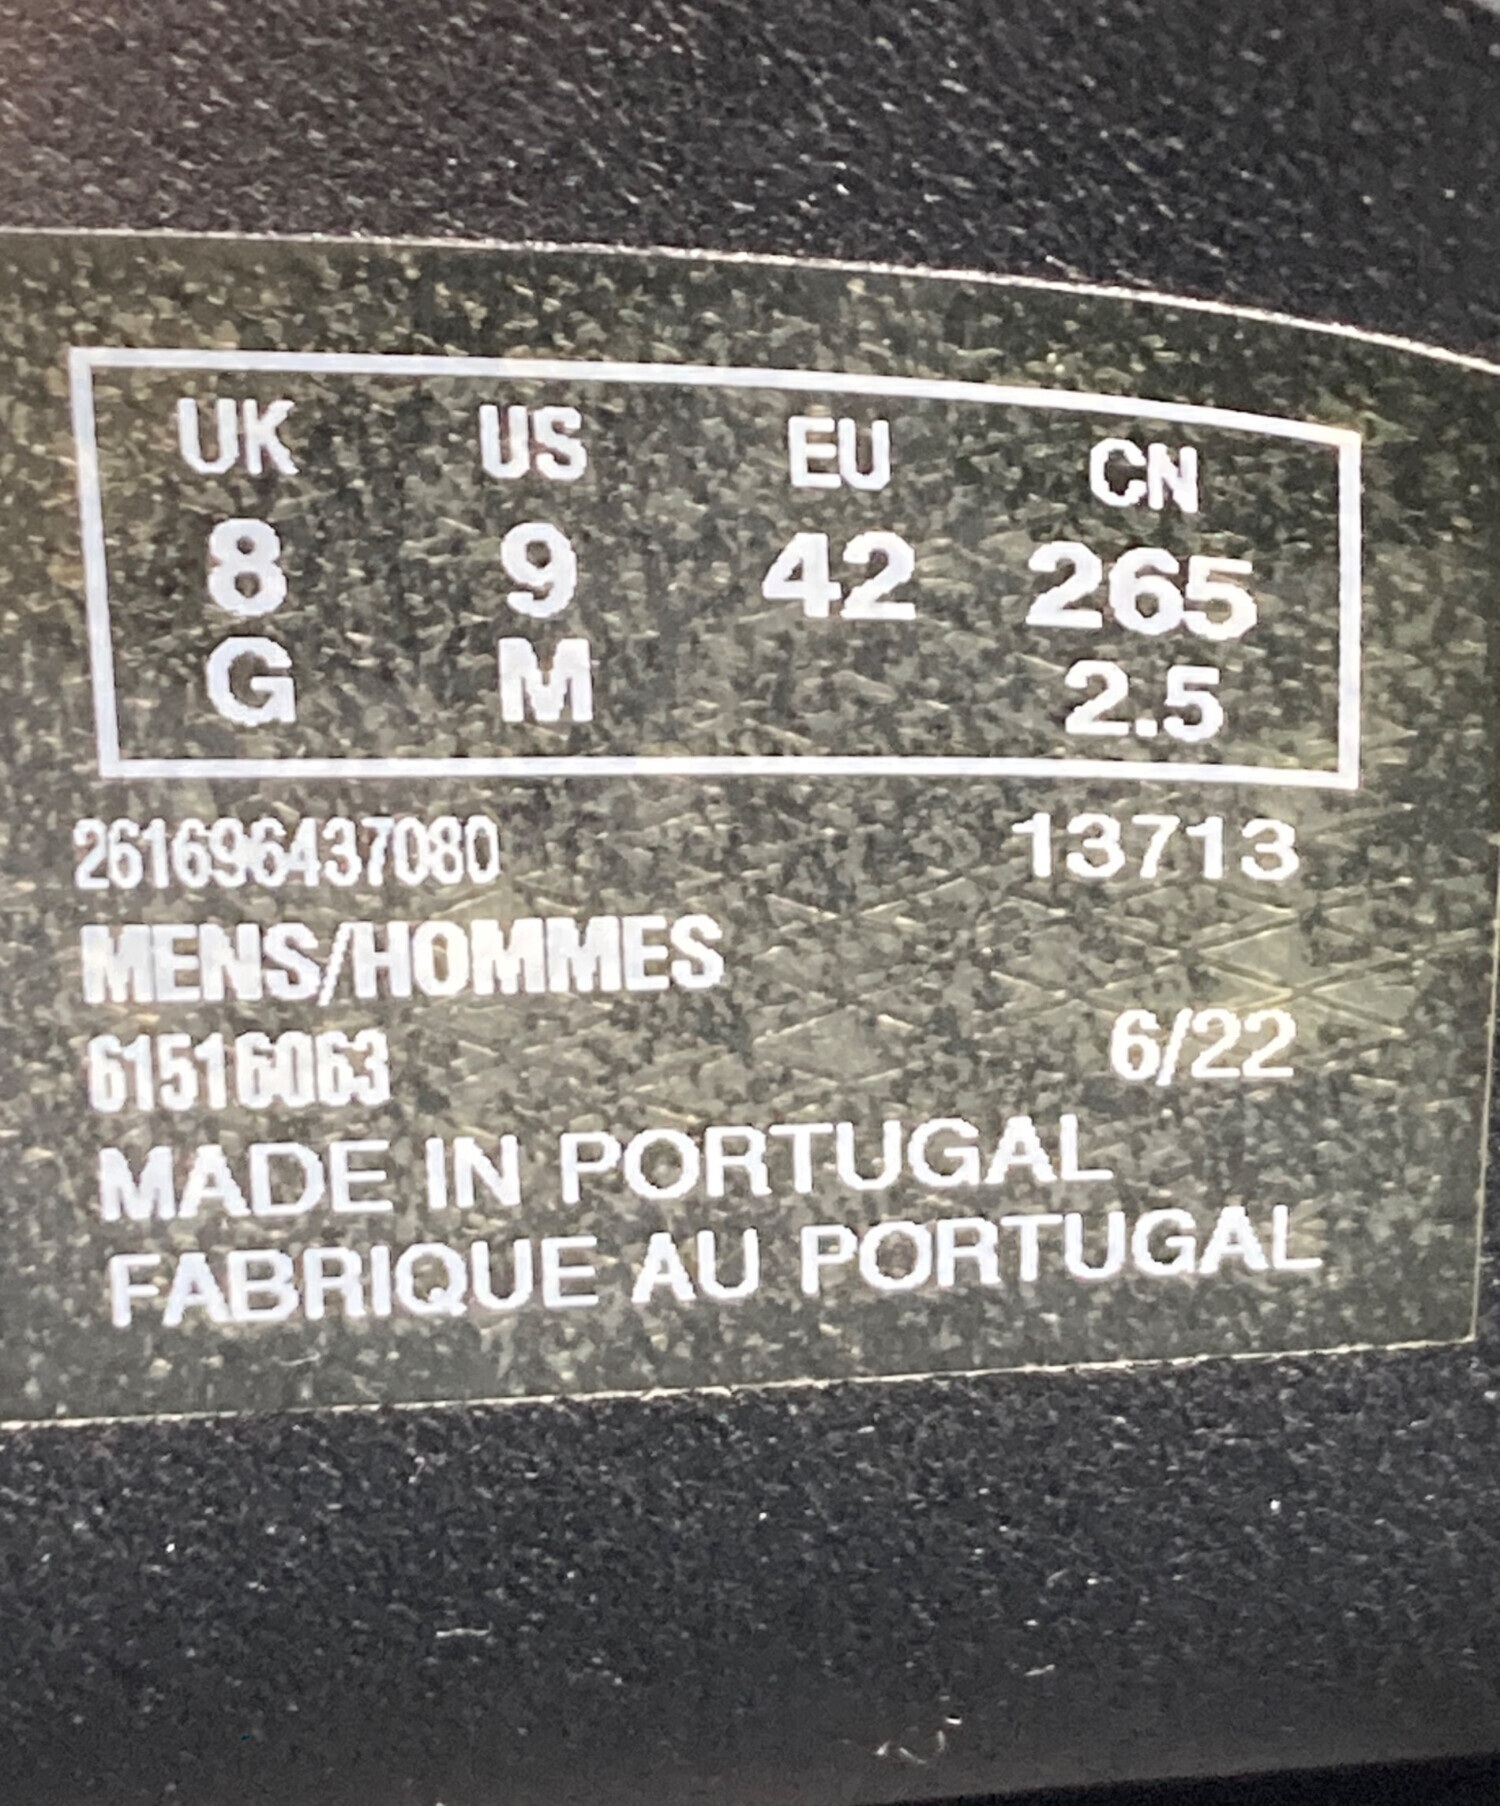 UK US EU CN
8 9 42 265
G M 2.5
261696437080 13713
MENS/HOMMES
61516063 6/22
MADE IN PORTUGAL
FABRIQUE AU PORTUGAL